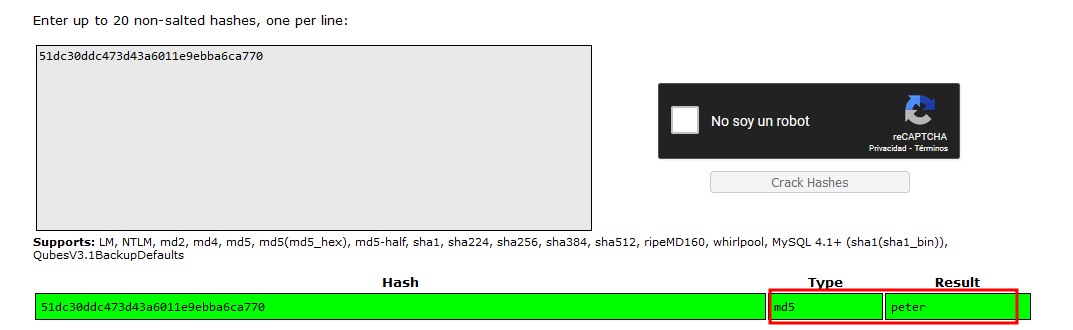 Enter up to 20 non-salted hashes, one per line:
51dc30ddc473d43a6011e9ebba6ca770
No soy un robot
reCAPTCHA
Privacidad - Términos
Crack Hashes
Supports: LM, NTLM, md2, md4, md5, md5(md5_hex), md5-half, sha1, sha224, sha256, sha384, sha512, ripeMD160, whirlpool, MySQL 4.1+ (sha1(sha1_bin)),
QubesV3.1BackupDefaults
Hash Type Result
51dc30ddc473d43a6011e9ebba6ca770 md5 peter